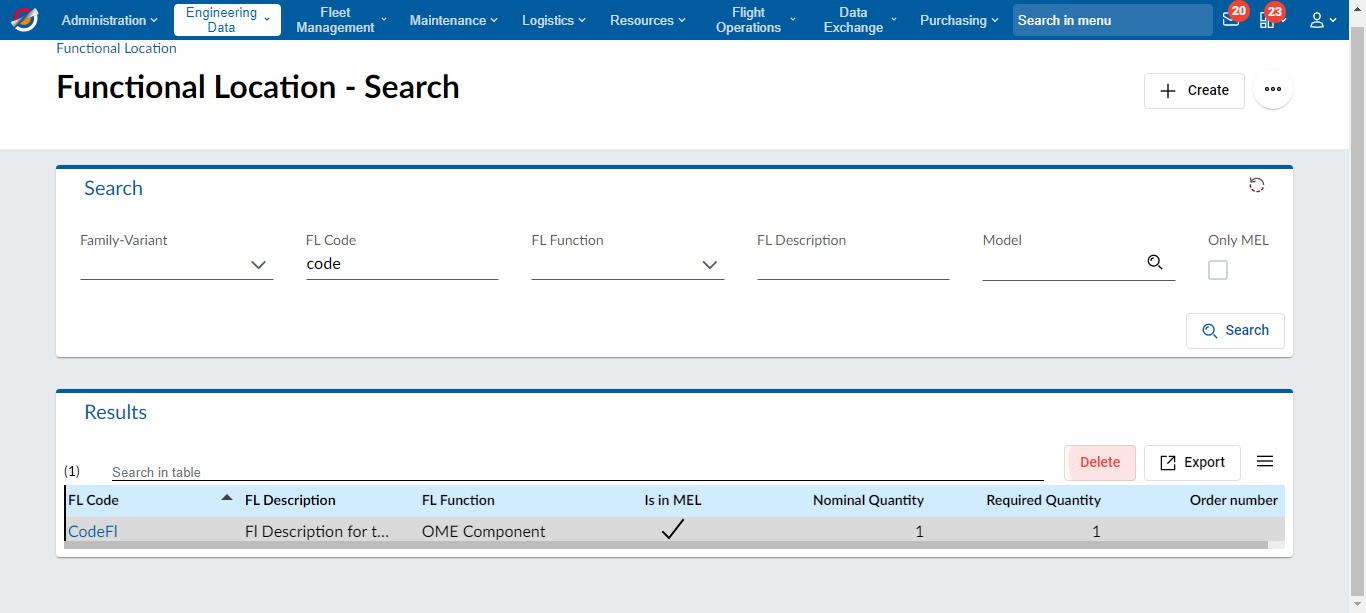 Administration
Engineering
Data
Fleet
Management
Maintenance
Logistics
Resources
Flight
Operations
Data
Exchange
Purchasing
Search in menu
20
23
Functional Location
Functional Location - Search
Create
Search
Family-Variant
FL Code
FL Function
FL Description
Model
Only MEL
code
Search
Results
(1)
Search in table
Delete
Export
FL Code
FL Description
FL Function
Is in MEL
Nominal Quantity
Required Quantity
Order number
CodeFl
Fl Description for t...
OME Component
1
1